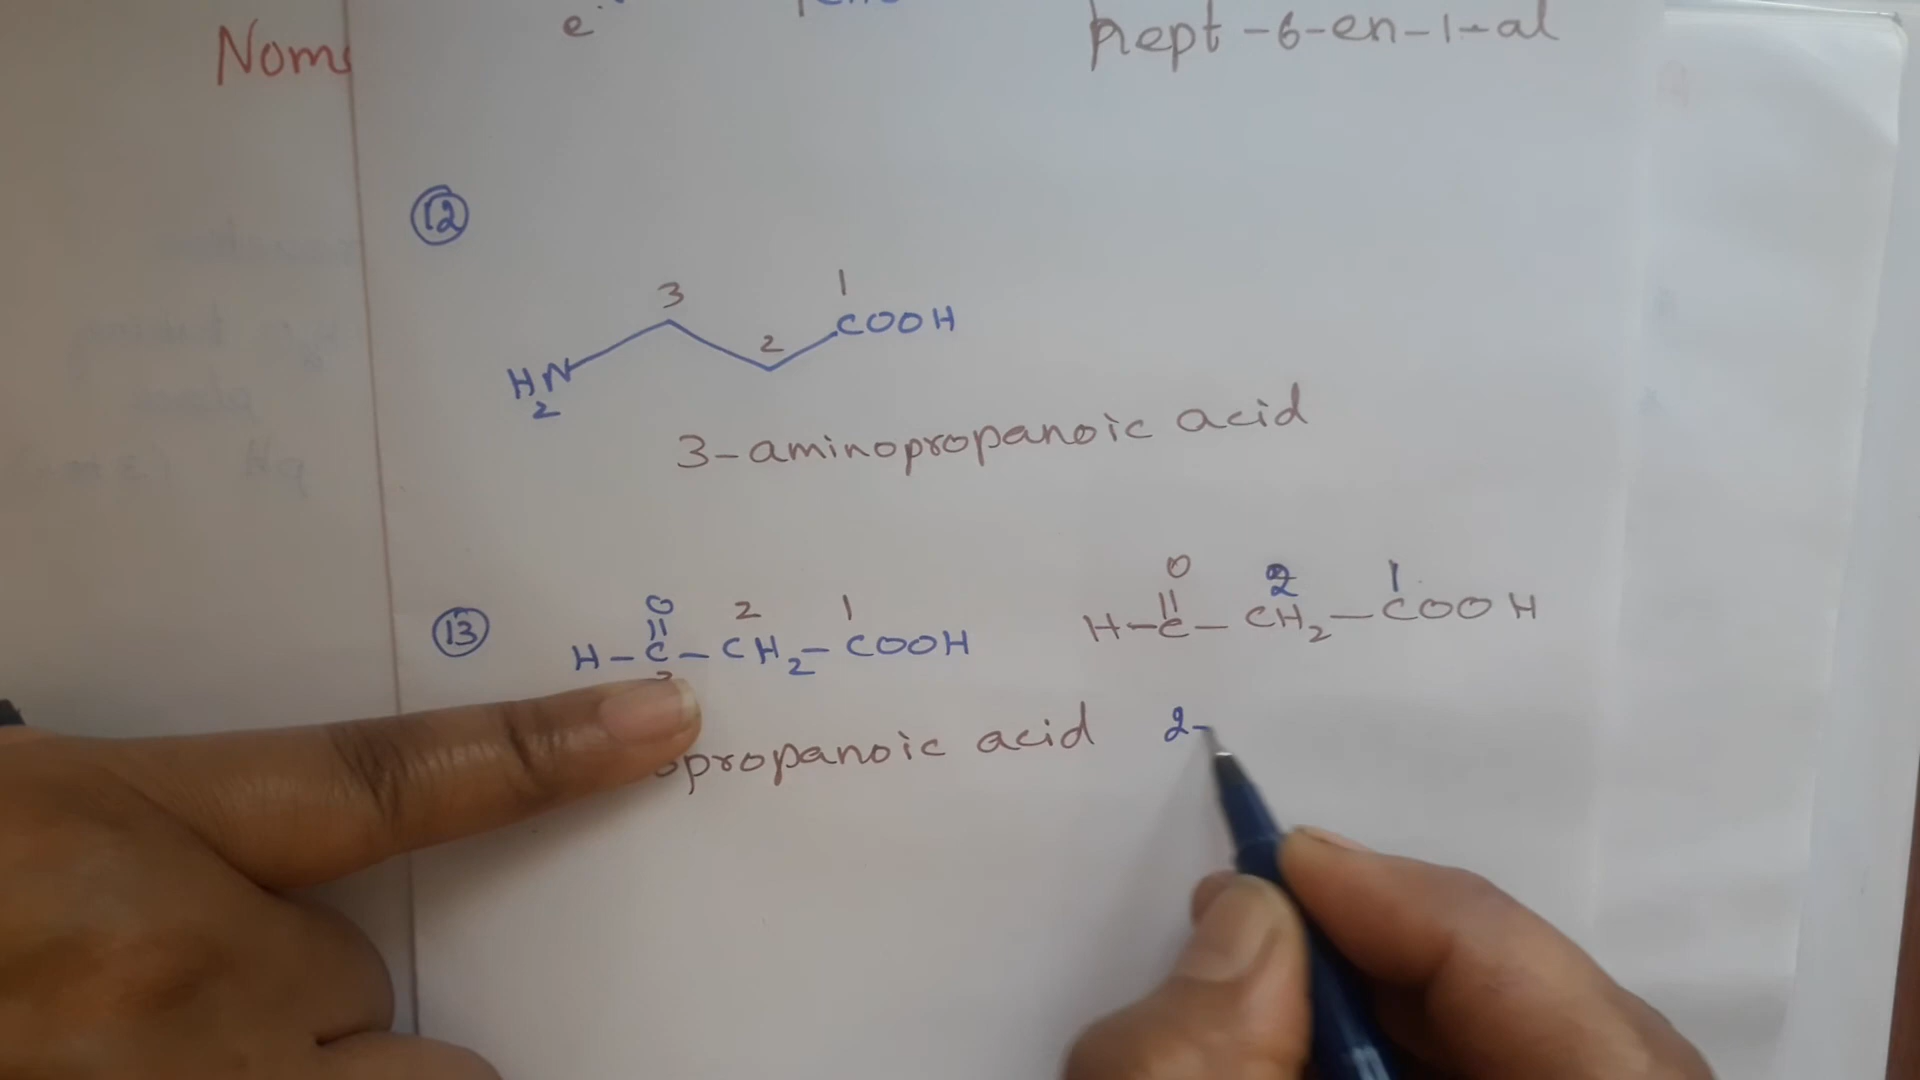 Nom
hept-6-en-1-al
12
3
1
2
COOH
H2N
3-aminopropanoic acid
13
O
2
1
H-C-CH2-COOH
O
2
1
H-C-CH2-COOH
propanoic acid
2-